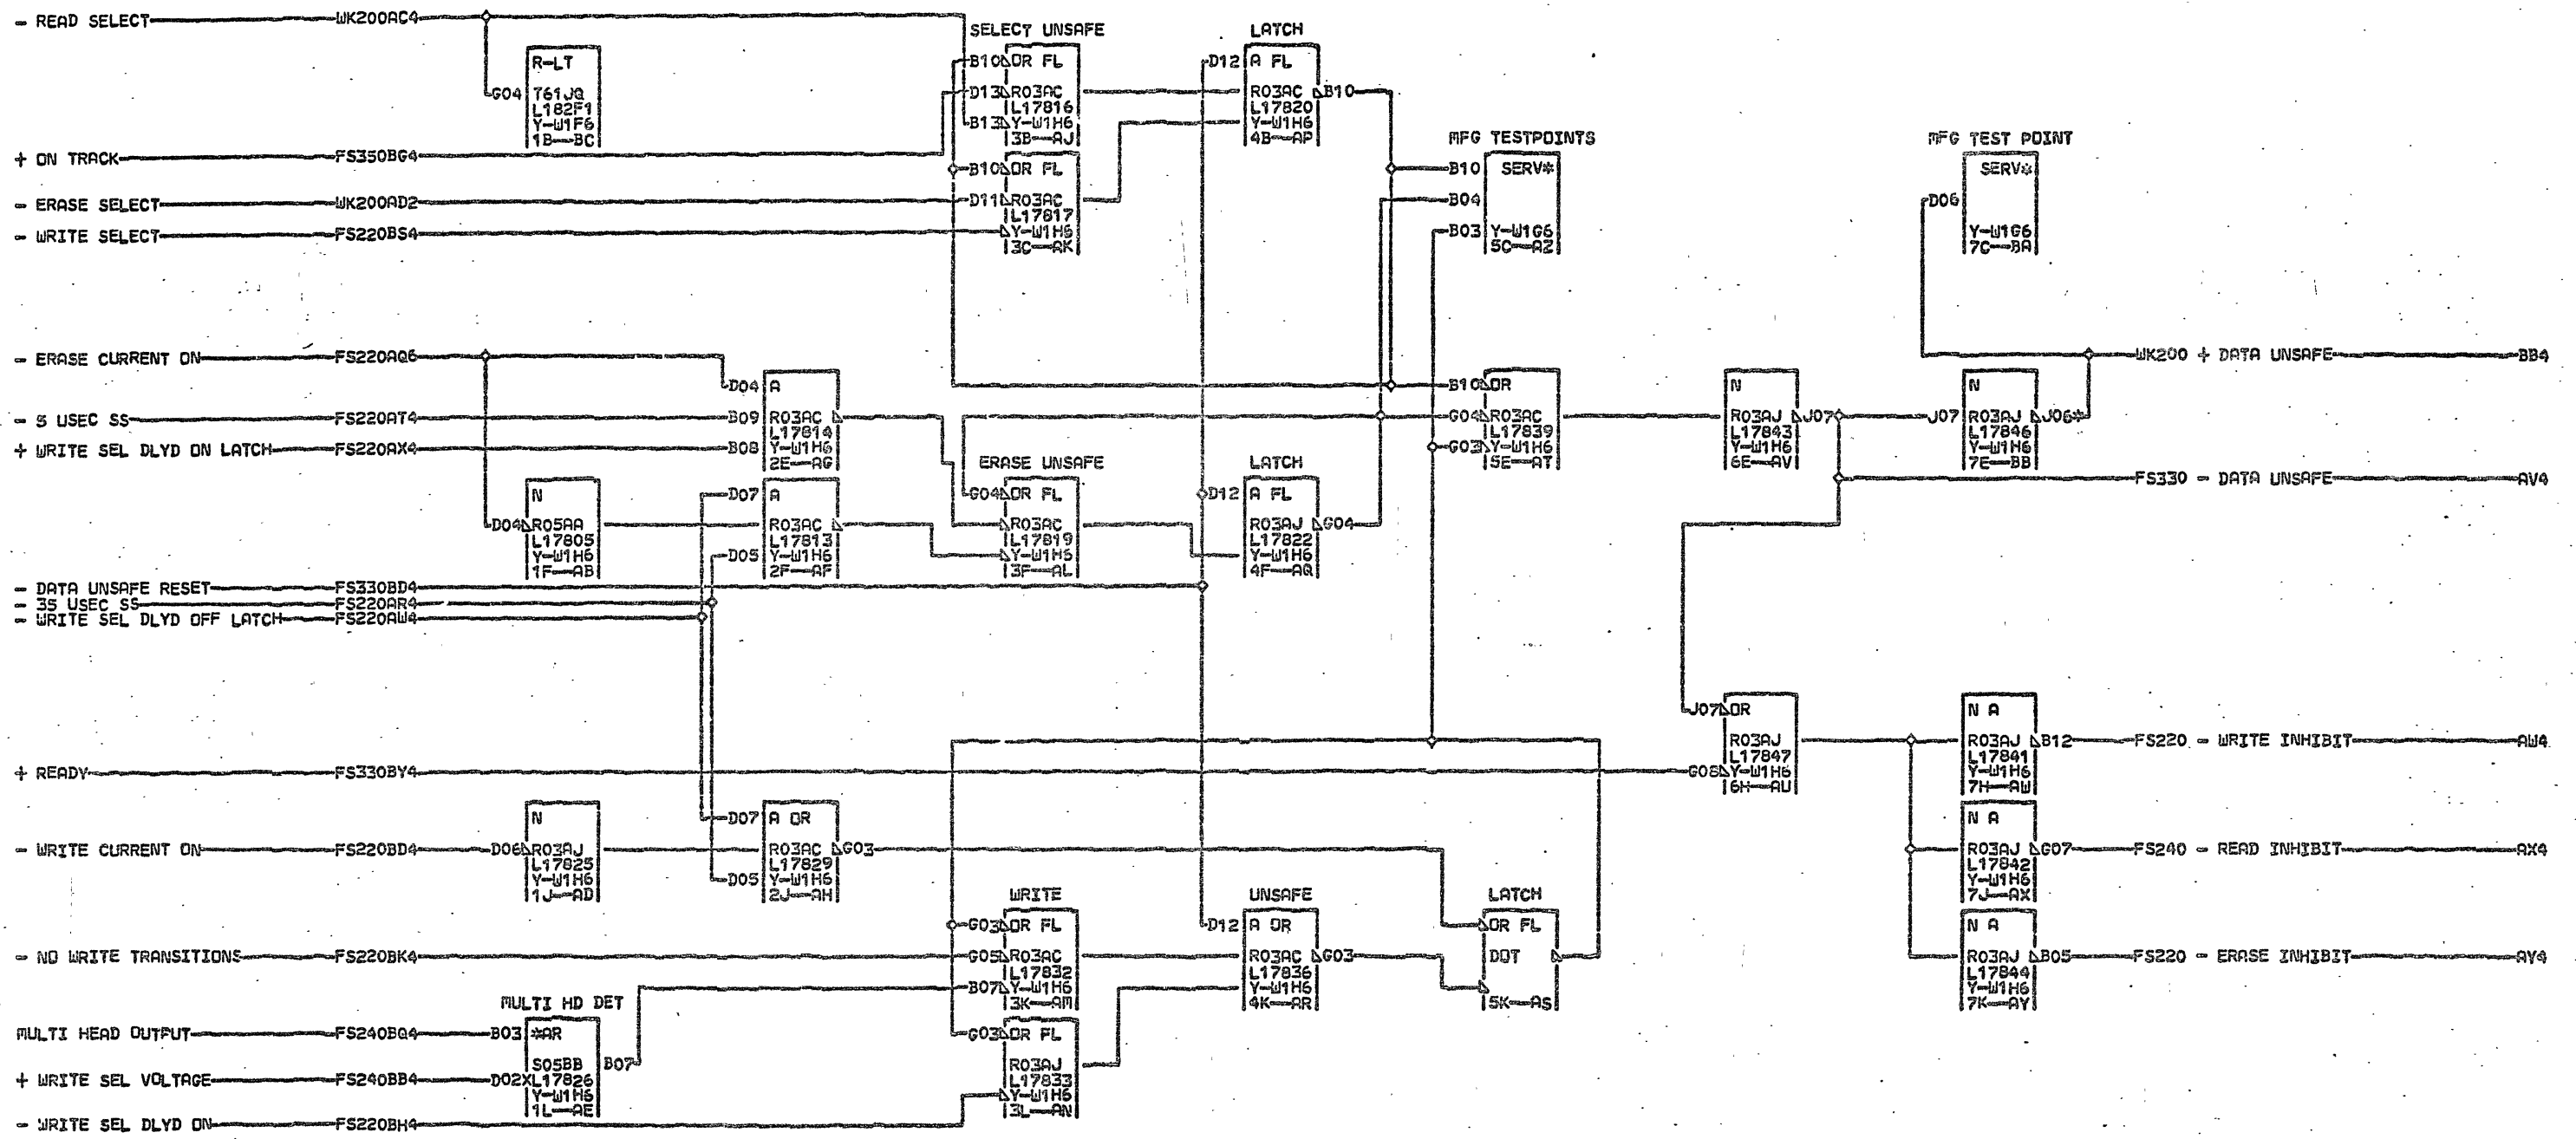 - READ SELECT WK200AC4
SELECT UNSAFE
LATCH
G04
R-LT
T61JQ
L182F1
Y-W1F6
1B—BC
B10 OR FL
D13 R03AC
L17816
B13 Y-W1H6
3B—AJ
D12 A FL
R03AC B10
L17820
Y-W1H6
4B—AP
+ ON TRACK FS350BG4
- ERASE SELECT WK200AD2
- WRITE SELECT FS220BS4
B10 OR FL
D11 R03AC
L17817
Y-W1H6
3C—AK
MFG TESTPOINTS
B10 SERV*
B04
B03 Y-W1G6
5C—AZ
MFG TEST POINT
SERV*
D06
Y-W1G6
7C—BA
- ERASE CURRENT ON FS220AQ6
- 5 USEC SS FS220AT4
+ WRITE SEL DLYD ON LATCH FS220AX4
D04 A
B09 R03AC
L17814
B08 Y-W1H6
2E—AG
B10 OR
G04 R03AC
L17839
G03 Y-W1H6
5E—AT
N
R03AJ J07
L17843
Y-W1H6
6E—AV
N
J07 R03AJ J06*
L17846
Y-W1H6
7E—BB
WK200 + DATA UNSAFE BB4
FS330 - DATA UNSAFE AV4
N
D04 R05AA
L17805
Y-W1H6
1F—AB
D07 A
R03AC
L17813
D05 Y-W1H6
2F—AF
ERASE UNSAFE
G04 OR FL
R03AC
L17819
Y-W1H6
3F—AL
LATCH
D12 A FL
R03AJ G04
L17822
Y-W1H6
4F—AQ
- DATA UNSAFE RESET FS330BD4
- 35 USEC SS FS220AR4
- WRITE SEL DLYD OFF LATCH FS220AW4
J07 OR
R03AJ
L17847
G08 Y-W1H6
6H—AU
N A
R03AJ B12
L17841
Y-W1H6
7H—AW
FS220 - WRITE INHIBIT AW4
+ READY FS330BY4
- WRITE CURRENT ON FS220BD4
N
D06 R03AJ
L17825
Y-W1H6
1J—AD
D07 A OR
R03AC G03
L17829
D05 Y-W1H6
2J—AH
N A
R03AJ G07
L17842
Y-W1H6
7J—AX
FS240 - READ INHIBIT AX4
WRITE
UNSAFE
LATCH
- NO WRITE TRANSITIONS FS220BK4
G03 OR FL
G05 R03AC
L17832
B07 Y-W1H6
3K—AM
D12 A OR
R03AC G03
L17836
Y-W1H6
4K—AR
OR FL
DOT
5K—AS
N A
R03AJ B05
L17844
Y-W1H6
7K—AY
FS220 - ERASE INHIBIT AY4
MULTI HD DET
MULTI HEAD OUTPUT FS240BQ4
+ WRITE SEL VOLTAGE FS240BB4
B03 *AR
S05BB B07
D02X L17826
Y-W1H6
1L—AE
G03 OR FL
R03AJ
L17833
Y-W1H6
3L—AN
- WRITE SEL DLYD ON FS220BH4